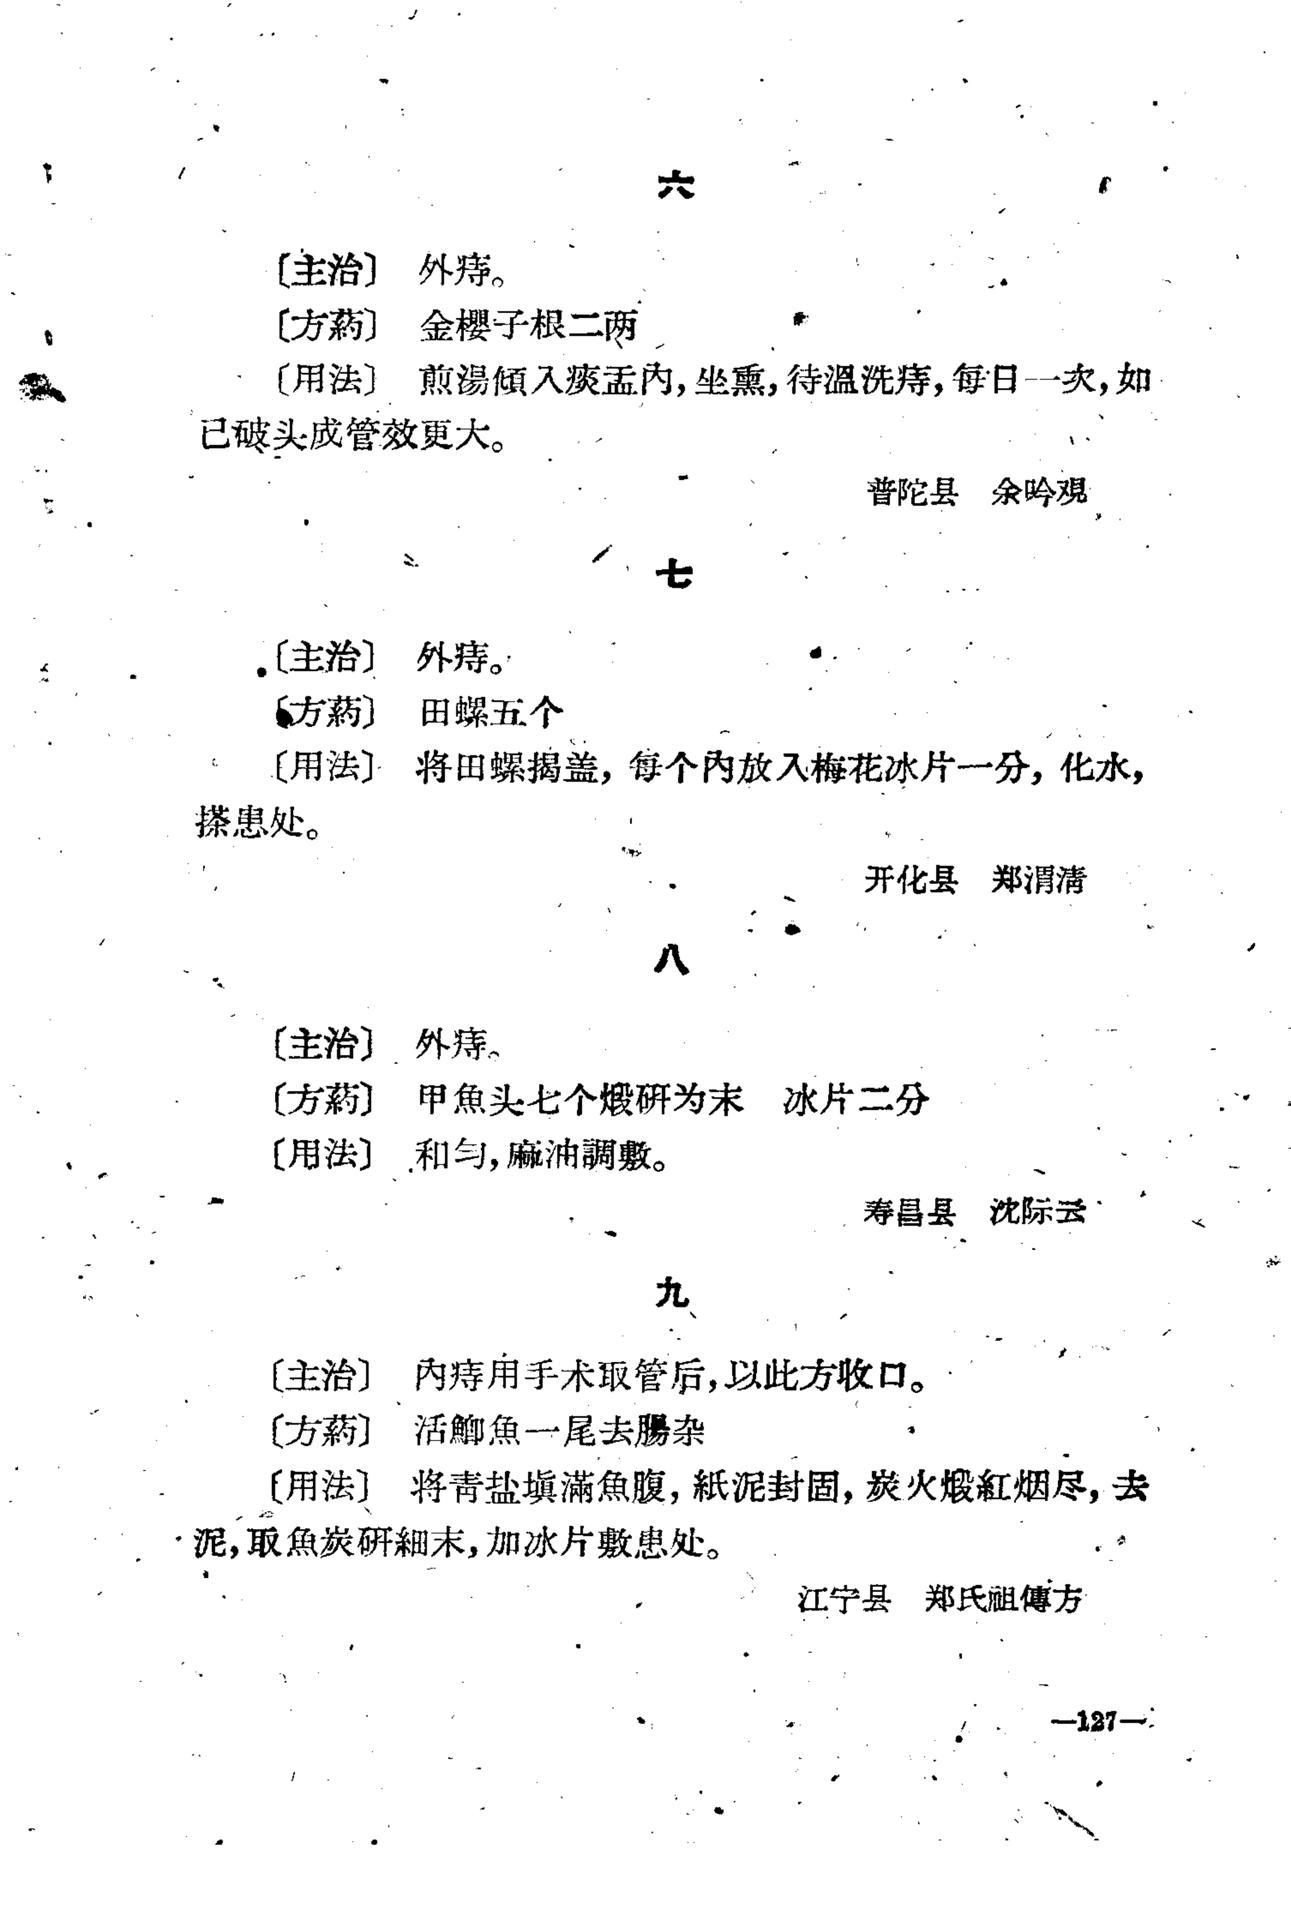 六
〔主治〕 外痔。
〔方葯〕 金櫻子根二两
〔用法〕 煎湯傾入痰盂內，坐熏，待溫洗痔，每日一次，如
已破头成管效更大。
普陀县 余吟覌
七
〔主治〕 外痔。
〔方葯〕 田螺五个
〔用法〕 将田螺揭盖，每个內放入梅花冰片一分，化水，
搽患处。
开化县 郑渭清
八
〔主治〕 外痔。
〔方葯〕 甲魚头七个煅研为末 冰片二分
〔用法〕 和匀，麻油調敷。
寿昌县 沈际云
九
〔主治〕 內痔用手术取管后，以此方收口。
〔方葯〕 活鯽魚一尾去腸杂
〔用法〕 将青盐填滿魚腹，紙泥封固，炭火煅紅烟尽，去
泥，取魚炭研細末，加冰片敷患处。
江宁县 郑氏祖傳方
—127—